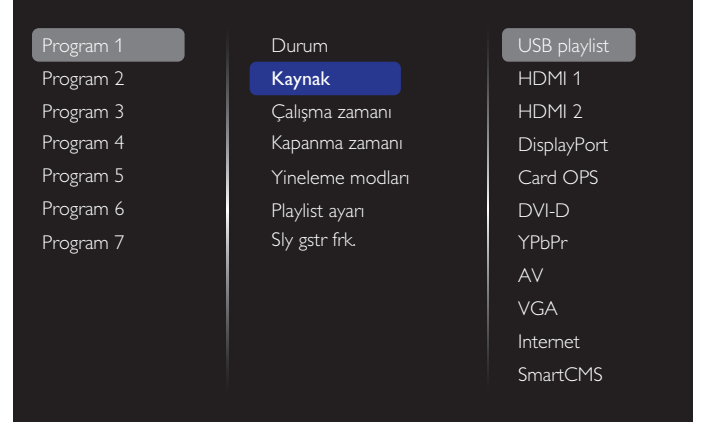 Program 1
Program 2
Program 3
Program 4
Program 5
Program 6
Program 7
Durum
Kaynak
Çalışma zamanı
Kapanma zamanı
Yineleme modları
Playlist ayarı
Sly gstr frk.
USB playlist
HDMI 1
HDMI 2
DisplayPort
Card OPS
DVI-D
YPbPr
AV
VGA
Internet
SmartCMS